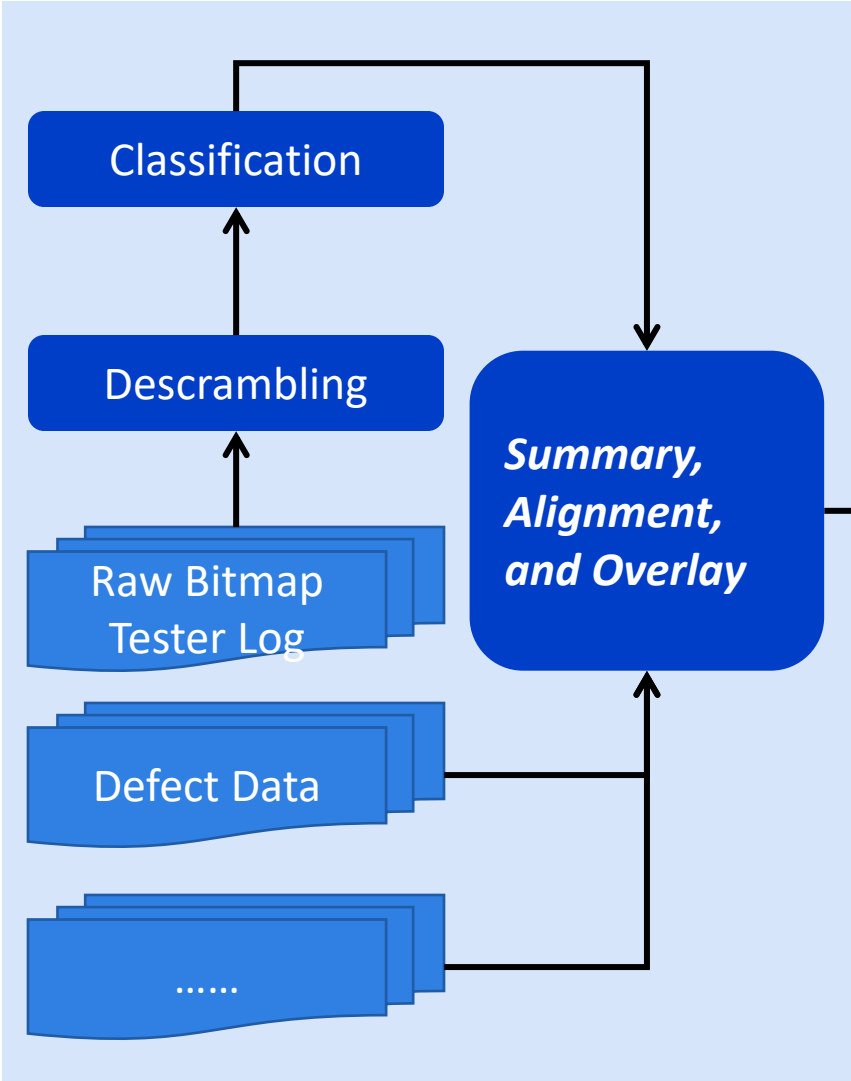 Classification
Descrambling
Summary,
Alignment,
and Overlay
Raw Bitmap
Tester Log
Defect Data
......